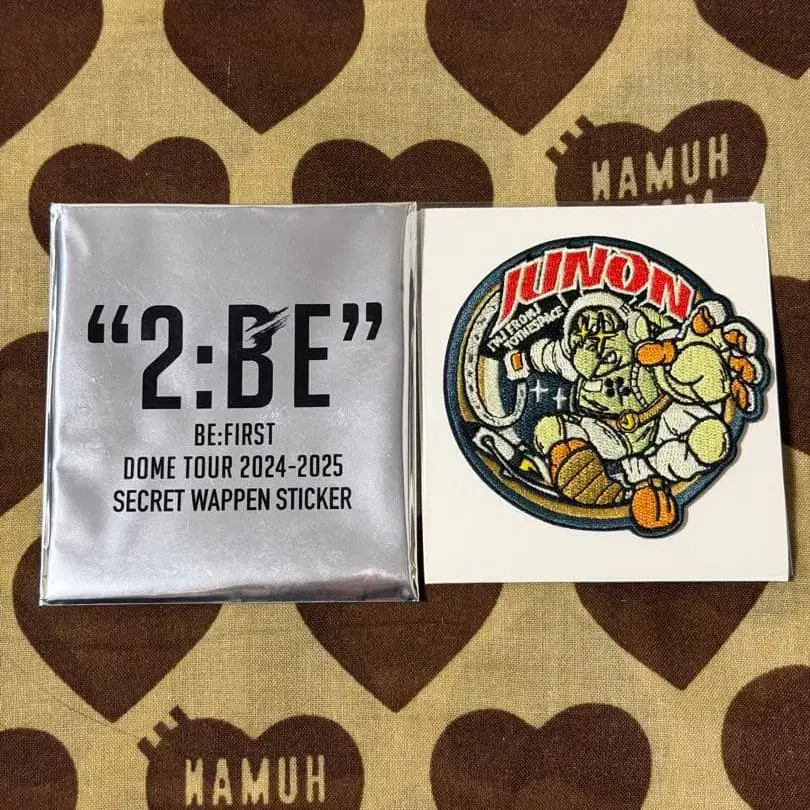 HUMAN
"2:BE"
BE:FIRST
DOME TOUR 2024-2025
SECRET WAPPEN STICKER
JUNON
HUMAN